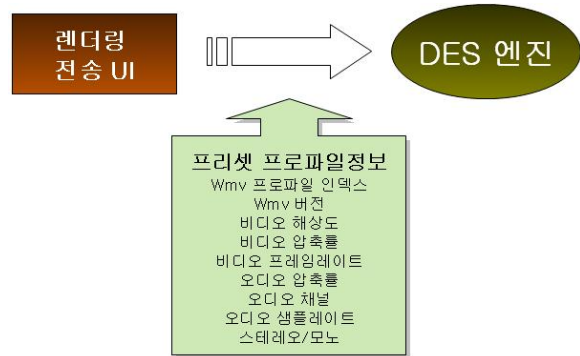 렌더링
전송 UI
DES 엔진
프리셋 프로파일정보
Wmv 프로파일 인덱스
Wmv 버전
비디오 해상도
비디오 압축률
비디오 프레임레이트
오디오 압축률
오디오 채널
오디오 샘플레이트
스테레오/모노